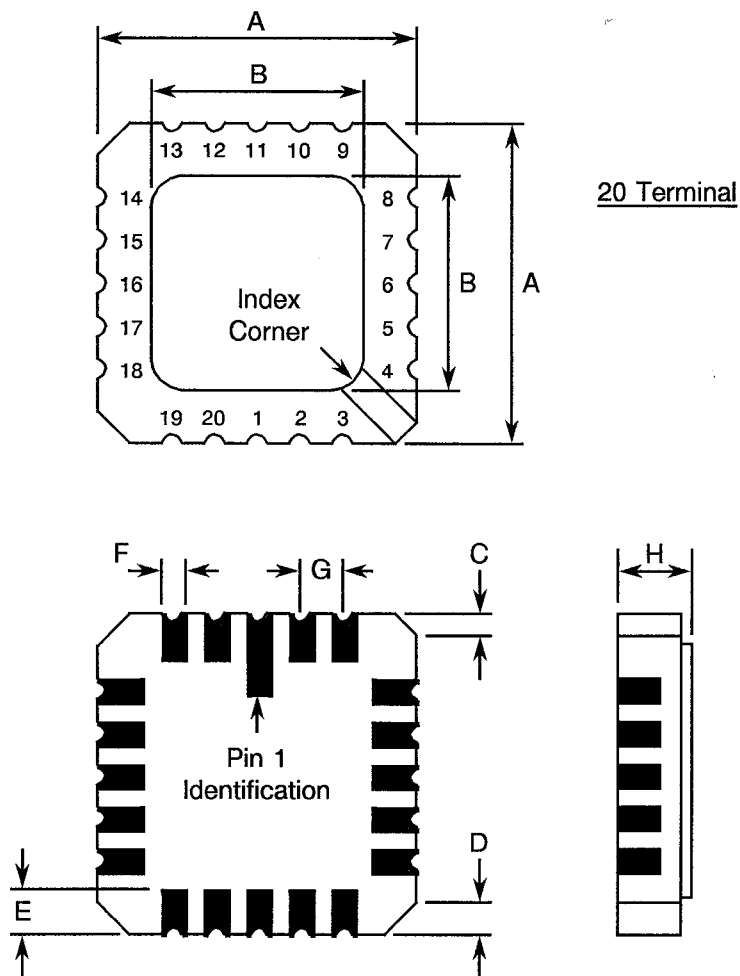 A
B
13 12 11 10 9
20 Terminal
14
8
15
7
16
6
B
A
Index
Corner
17
5
18
4
19 20 1 2 3
F
G
C
H
Pin 1
Identification
D
E